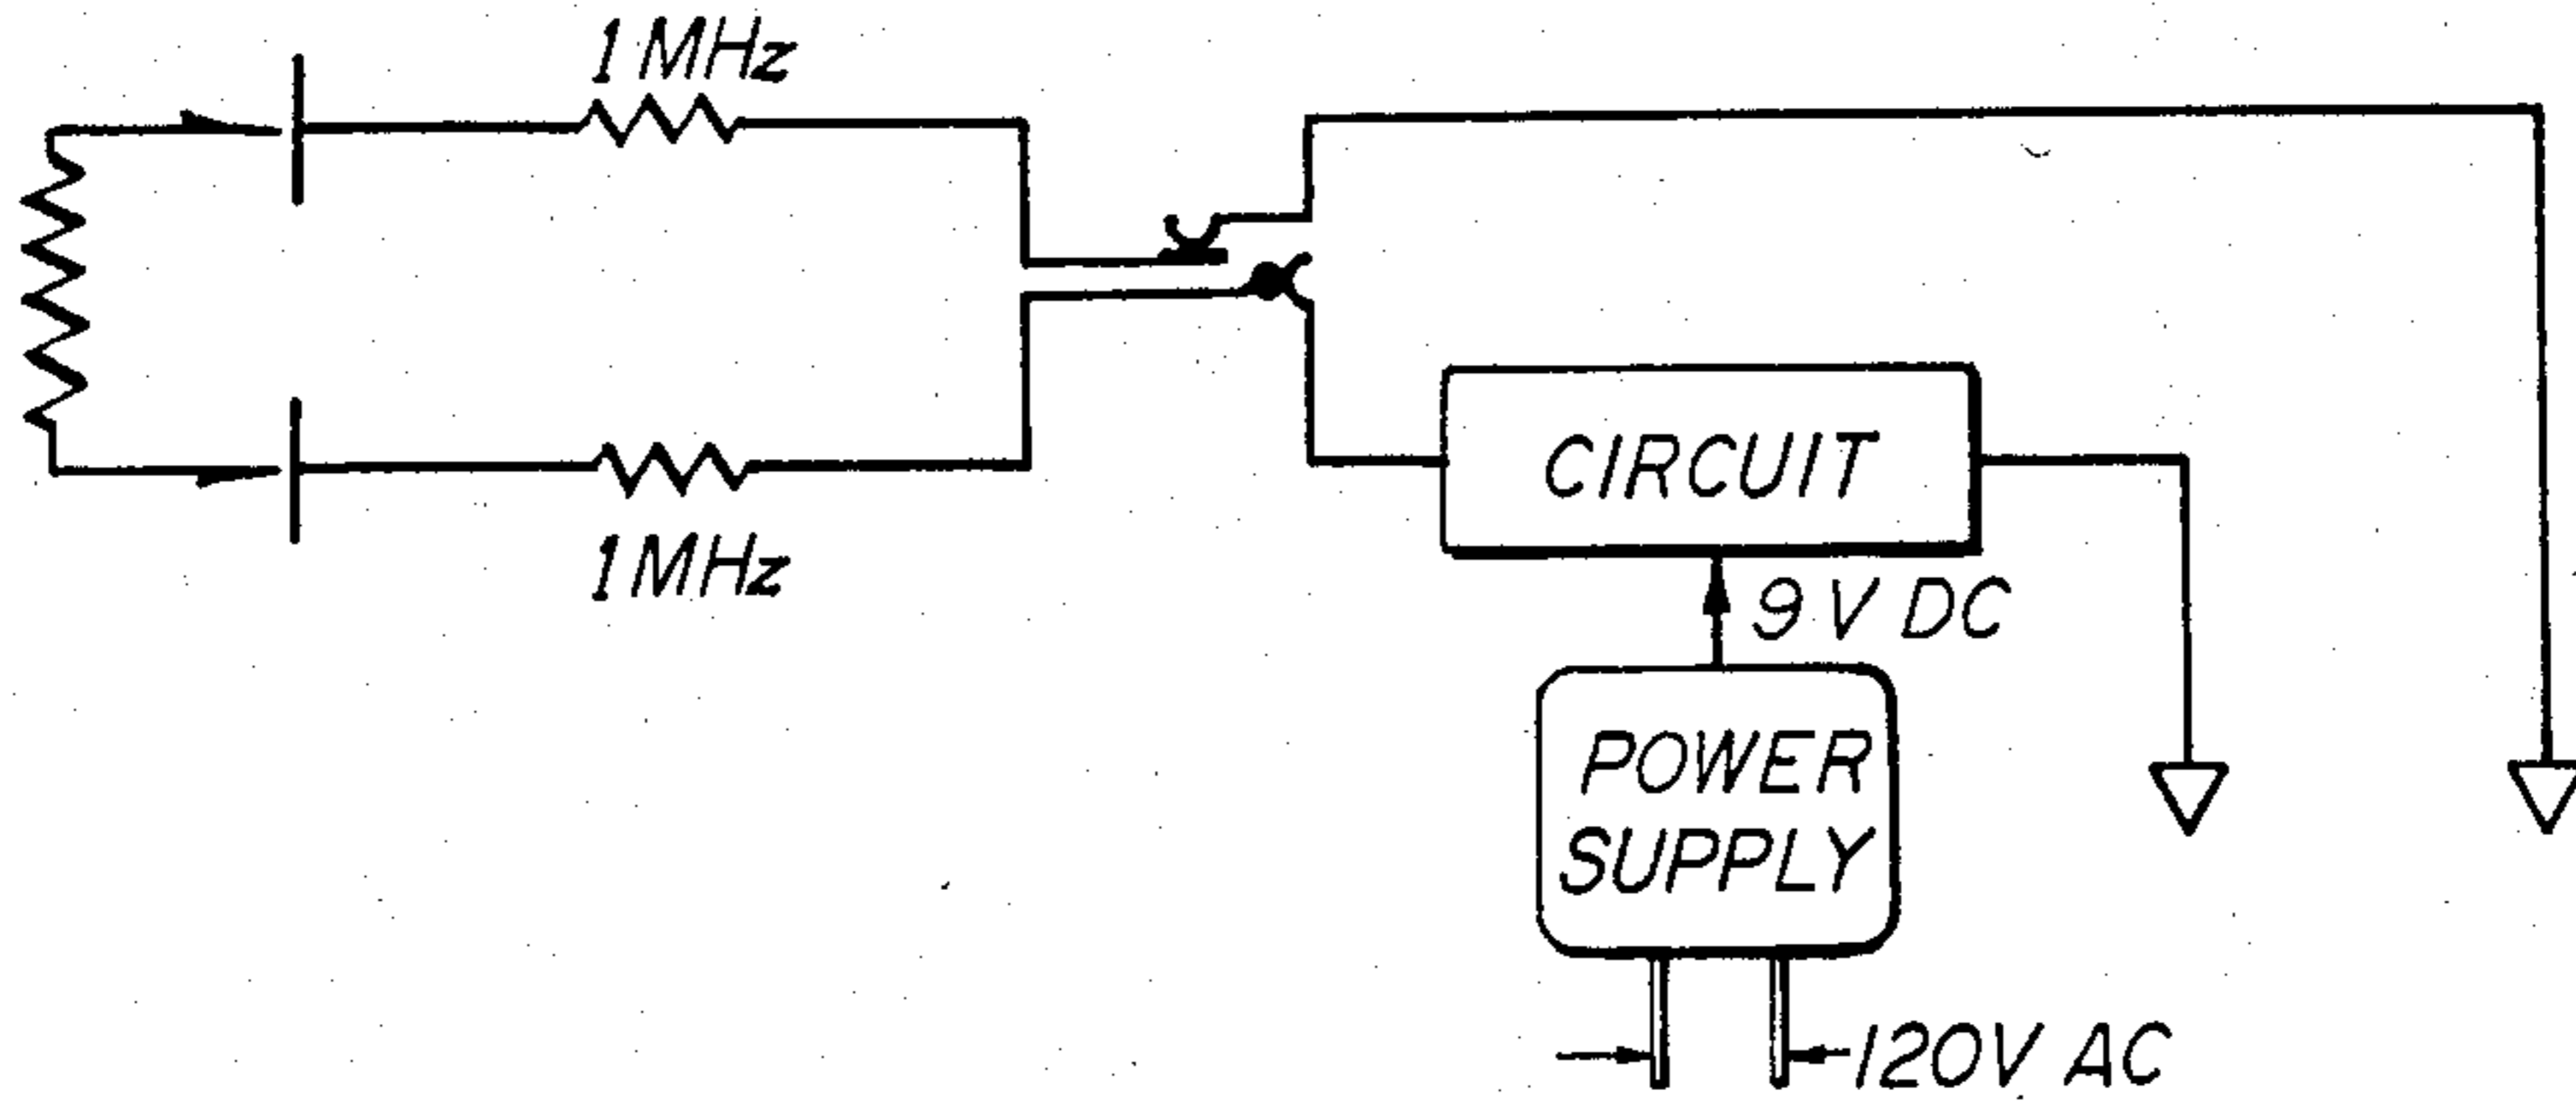 1 MHz
CIRCUIT
1 MHz
9 V DC
POWER
SUPPLY
120V AC